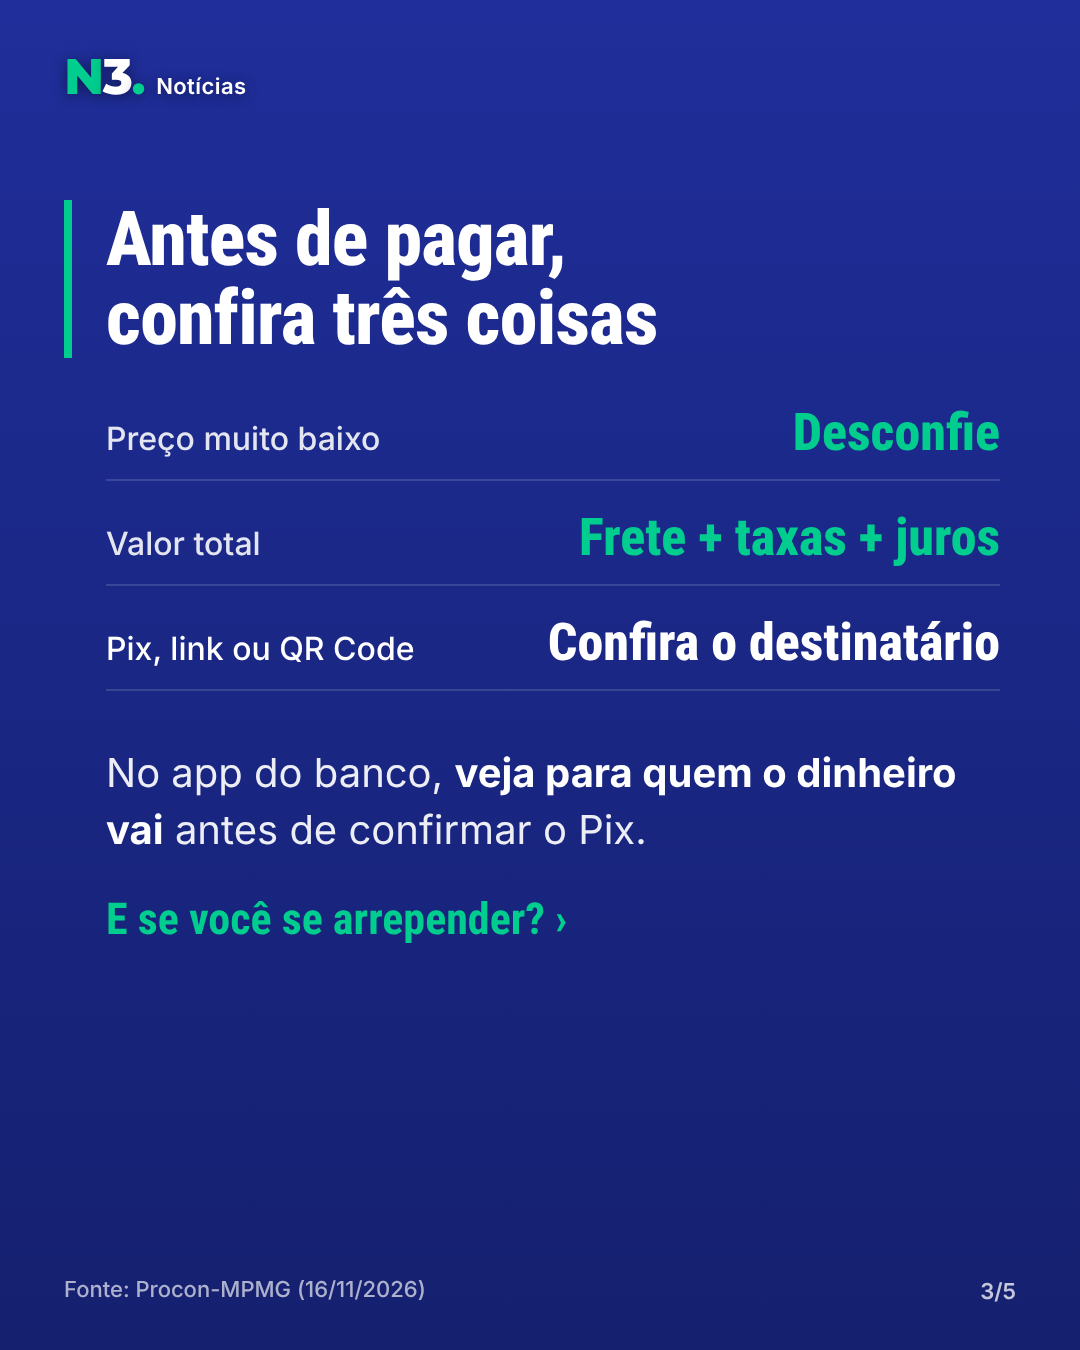 N3. Notícias
Antes de pagar,
confira três coisas
Preço muito baixo Desconfie
Valor total Frete + taxas + juros
Pix, link ou QR Code Confira o destinatário
No app do banco, veja para quem o dinheiro
vai antes de confirmar o Pix.
E se você se arrepender? ›
Fonte: Procon-MPMG (16/11/2026) 3/5